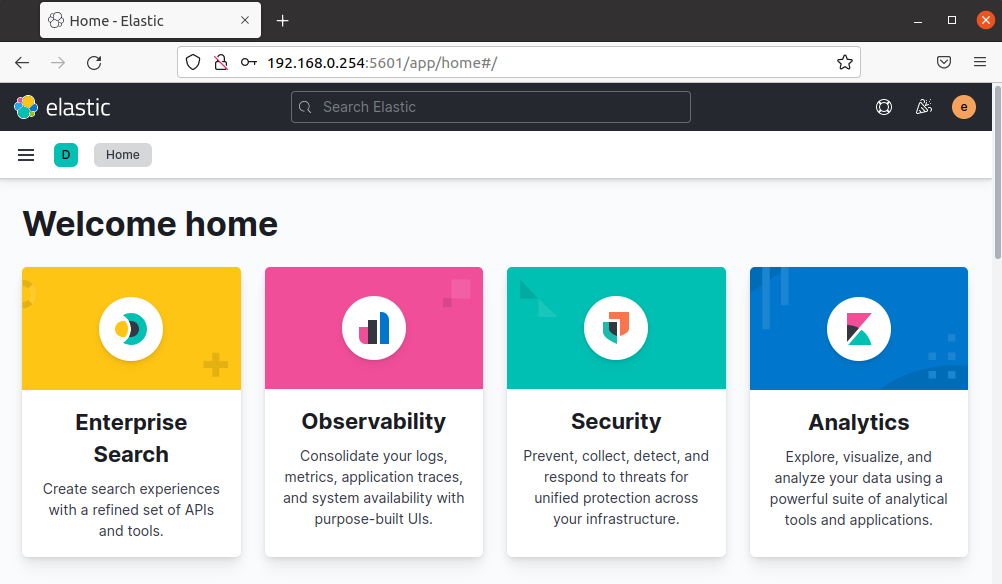 Home - Elastic
192.168.0.254:5601/app/home#/
elastic
Search Elastic
e
D
Home
Welcome home
Enterprise
Search
Create search experiences
with a refined set of APIs
and tools.
Observability
Consolidate your logs,
metrics, application traces,
and system availability with
purpose-built UIs.
Security
Prevent, collect, detect, and
respond to threats for
unified protection across
your infrastructure.
Analytics
Explore, visualize, and
analyze your data using a
powerful suite of analytical
tools and applications.